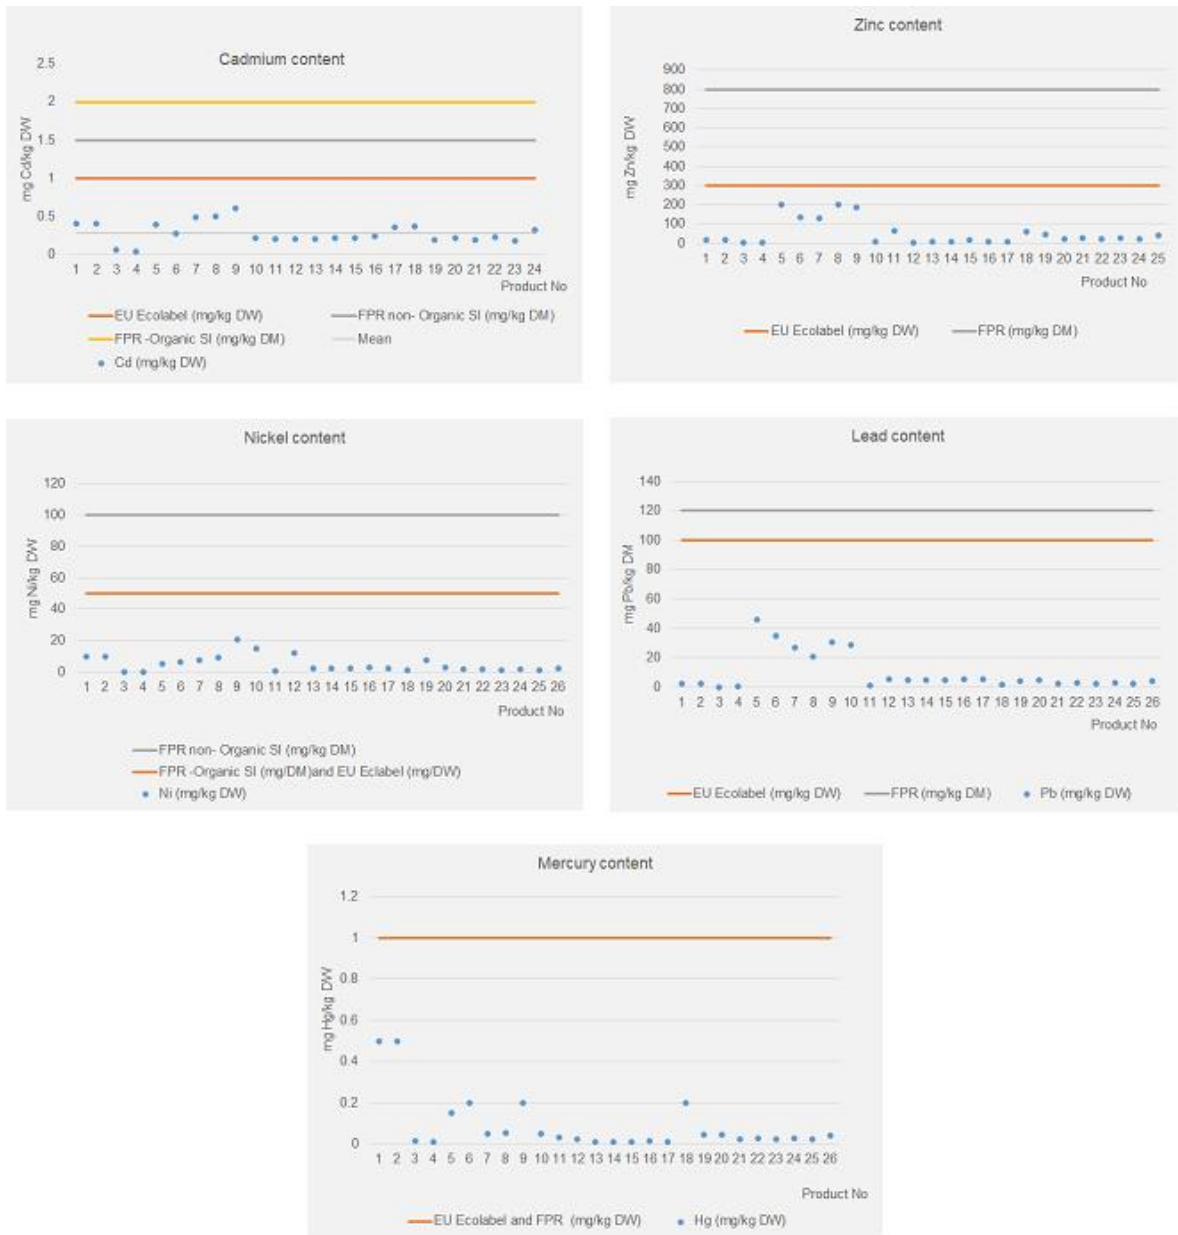 Cadmium content
2.5
2
1.5
1
0.5
0
mg Cd/kg DW
1 2 3 4 5 6 7 8 9 10 11 12 13 14 15 16 17 18 19 20 21 22 23 24
Product No
EU Ecolabel (mg/kg DW) FPR non- Organic SI (mg/kg DM)
FPR -Organic SI (mg/kg DM) Mean
Cd (mg/kg DW)
Zinc content
900
800
700
600
500
400
300
200
100
0
mg Zn/kg DW
1 2 3 4 5 6 7 8 9 10 11 12 13 14 15 16 17 18 19 20 21 22 23 24 25
Product No
EU Ecolabel (mg/kg DW) FPR (mg/kg DM)
Nickel content
120
100
80
60
40
20
0
mg Ni/kg DW
1 2 3 4 5 6 7 8 9 10 11 12 13 14 15 16 17 18 19 20 21 22 23 24 25 26
Product No
FPR non- Organic SI (mg/kg DM)
FPR -Organic SI (mg/DM)and EU Eclabel (mg/DW)
Ni (mg/kg DW)
Lead content
140
120
100
80
60
40
20
0
mg Pb/kg DM
1 2 3 4 5 6 7 8 9 10 11 12 13 14 15 16 17 18 19 20 21 22 23 24 25 26
Product No
EU Ecolabel (mg/kg DW) FPR (mg/kg DM) Pb (mg/kg DW)
Mercury content
1.2
1
0.8
0.6
0.4
0.2
0
mg Hg/kg DW
1 2 3 4 5 6 7 8 9 10 11 12 13 14 15 16 17 18 19 20 21 22 23 24 25 26
Product No
EU Ecolabel and FPR (mg/kg DW) Hg (mg/kg DW)